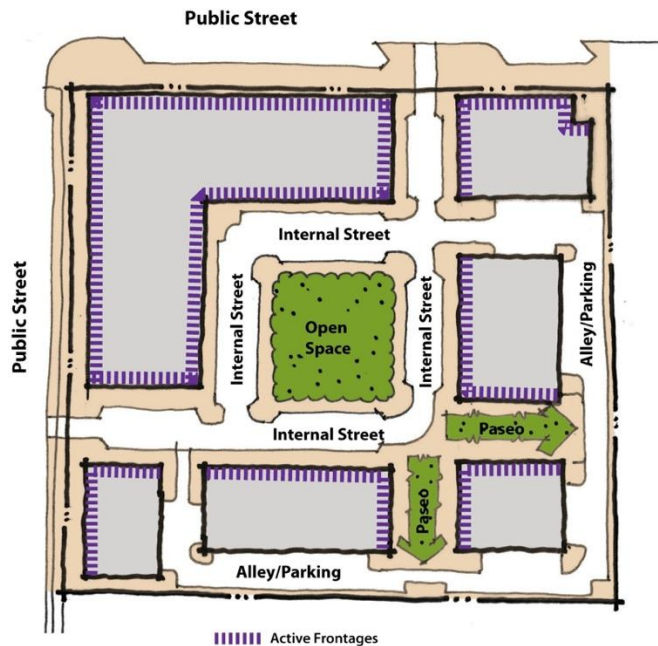 Public Street
Public Street
Internal Street
Internal Street
Open
Space
Internal Street
Alley/Parking
Internal Street
Paseo
Paseo
Alley/Parking
Active Frontages